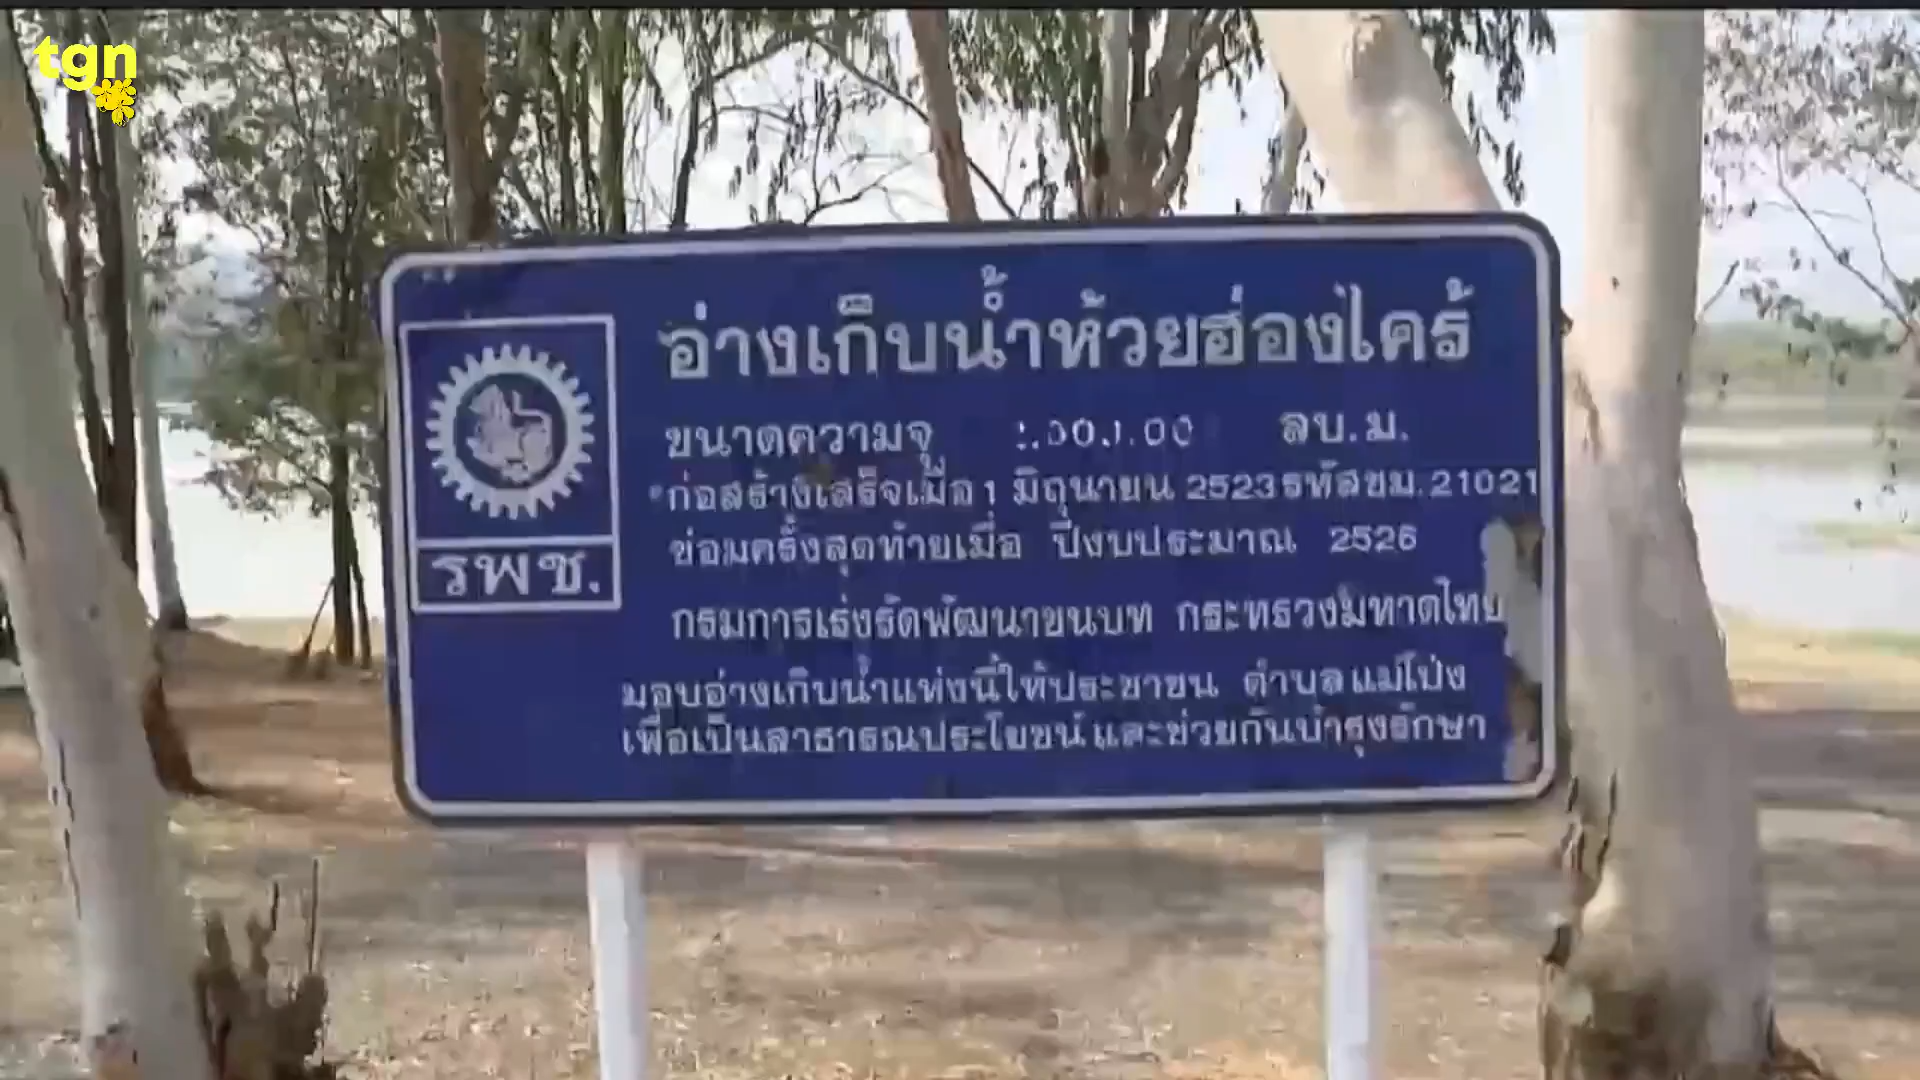 tgn
อ่างเก็บน้ำห้วยฮ่องไคร้
ขนาดความจุ ลบ.ม.
ก่อสร้างเสร็จเมื่อ 1 มิถุนายน 2523 รหัสชม.21021
ซ่อมครั้งสุดท้ายเมื่อ ปีงบประมาณ 2526
รพช.
กรมการเร่งรัดพัฒนาชนบท กระทรวงมหาดไทย
มอบอ่างเก็บน้ำแห่งนี้ให้ประชาชน ตำบลแม่โป่ง
เพื่อเป็นสาธารณประโยชน์และช่วยกันบำรุงรักษา